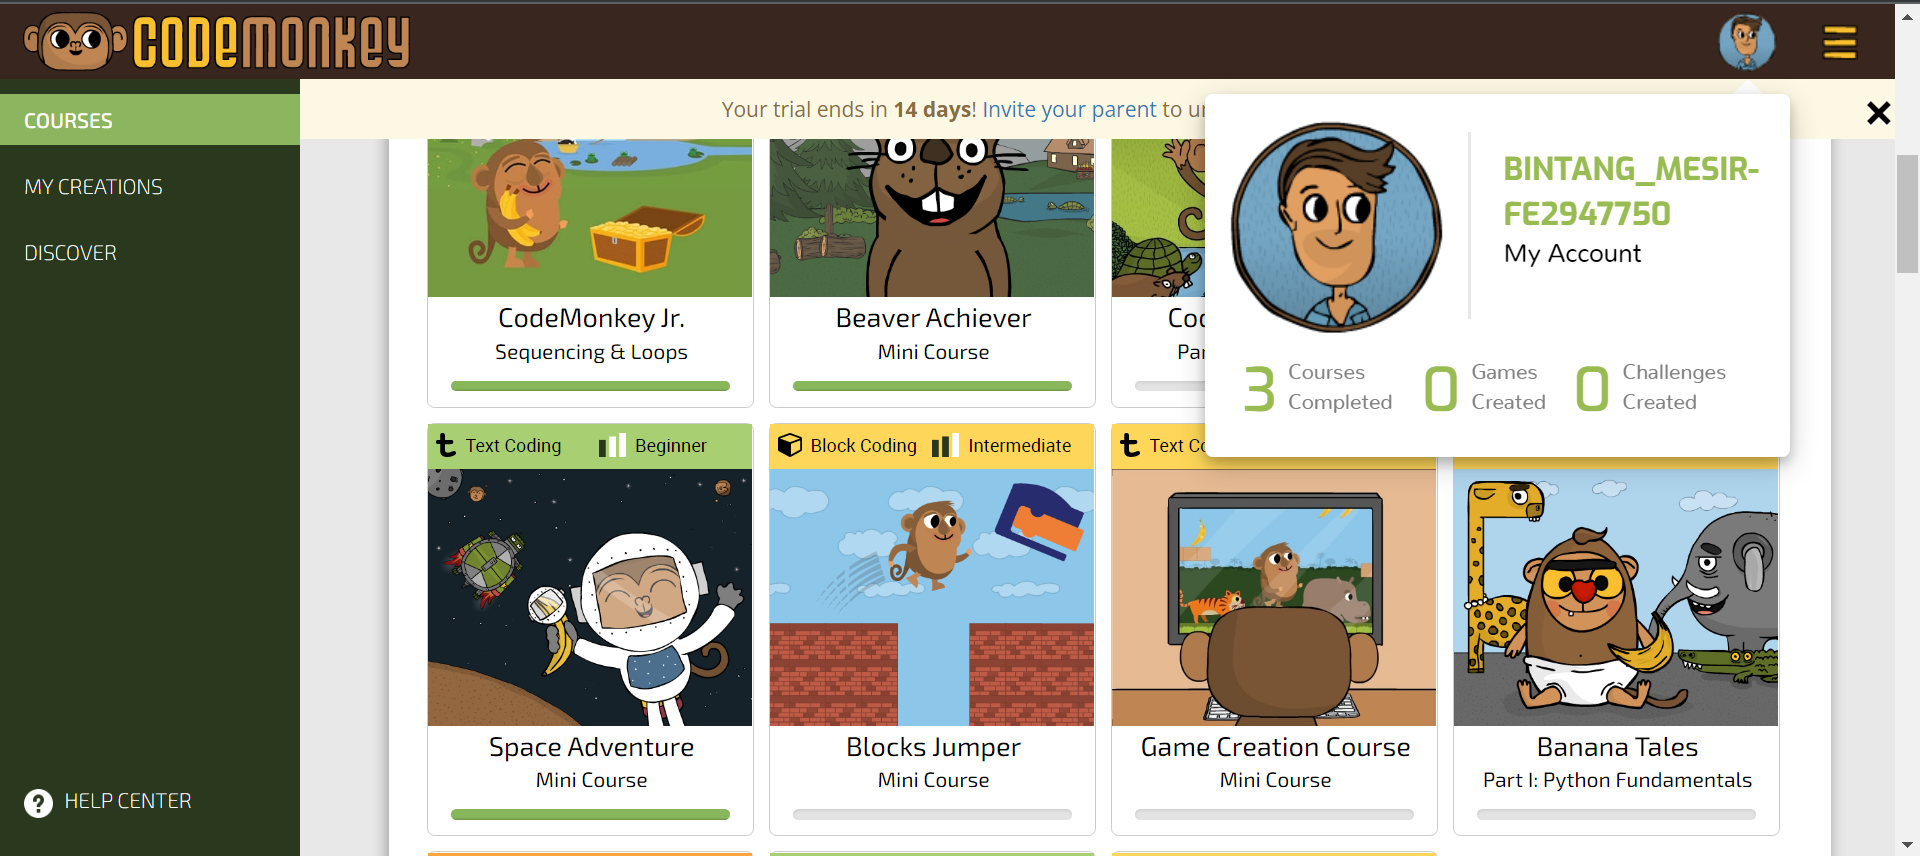 CODEMONKEY
COURSES
MY CREATIONS
DISCOVER
HELP CENTER
Your trial ends in 14 days! Invite your parent to
BINTANG_MESIR-
FE2947750
My Account
3 Courses Completed
0 Games Created
0 Challenges Created
CodeMonkey Jr.
Sequencing & Loops
Beaver Achiever
Mini Course
Text Coding Beginner
Space Adventure
Mini Course
Block Coding Intermediate
Blocks Jumper
Mini Course
Text
Game Creation Course
Mini Course
Banana Tales
Part I: Python Fundamentals